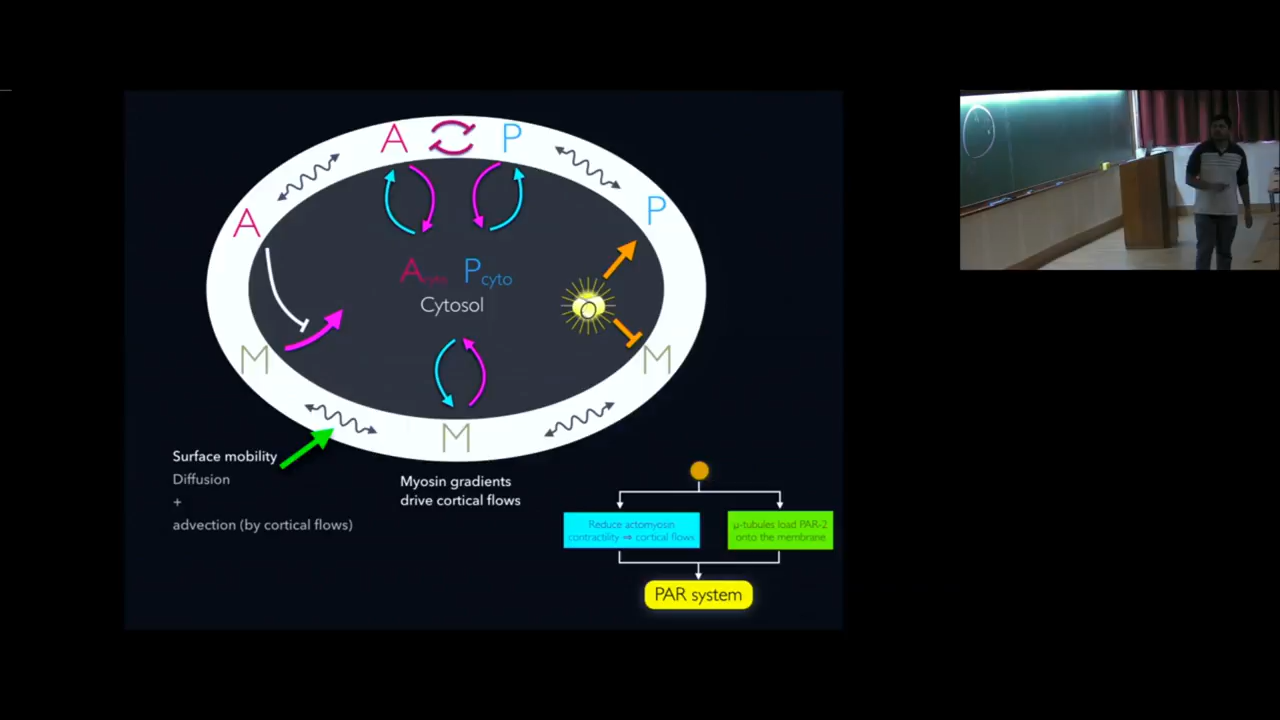 A P
A P
A P cyto
Cytosol
M M
M
Surface mobility
Diffusion
+
advection (by cortical flows)
Myosin gradients
drive cortical flows
Reduce actomyosin
contractility ⇒ cortical flows
μ-tubules load PAR-2
onto the membrane
PAR system